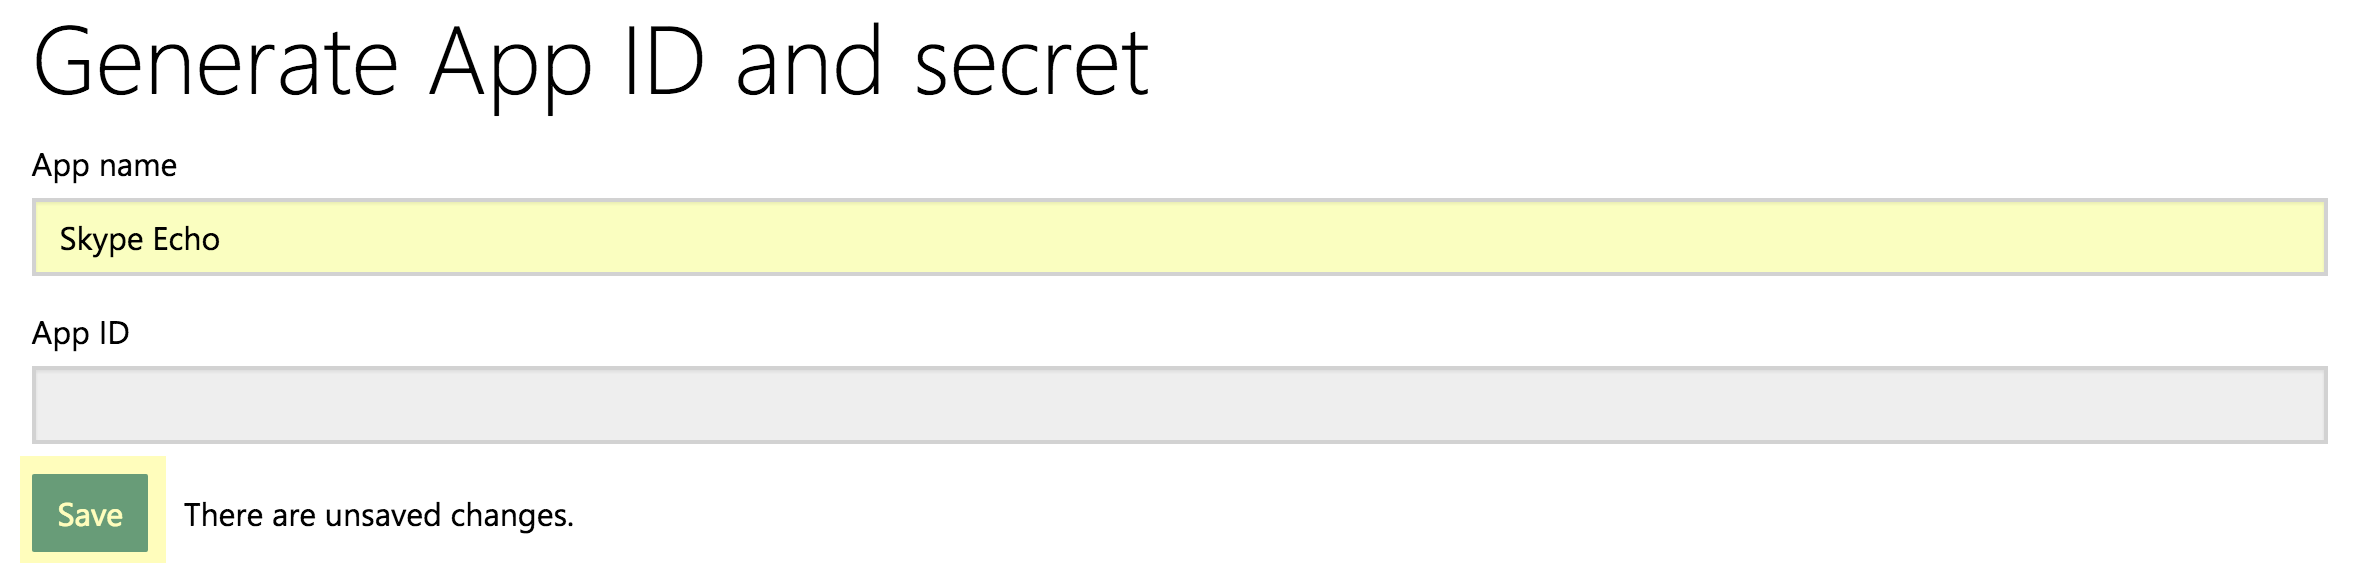 Generate App ID and secret
App name
Skype Echo
App ID
Save
There are unsaved changes.